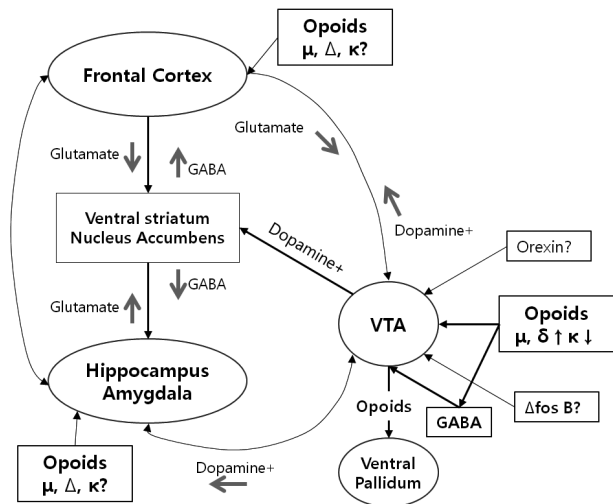 Opoids
μ, Δ, κ?
Frontal Cortex
Glutamate
Glutamate
GABA
Ventral striatum
Nucleus Accumbens
Dopamine+
Dopamine+
Orexin?
GABA
Glutamate
VTA
Opoids
μ, δ ↑ κ ↓
Hippocampus
Amygdala
Opoids
GABA
Δfos B?
Opoids
μ, Δ, κ?
Dopamine+
Ventral
Pallidum